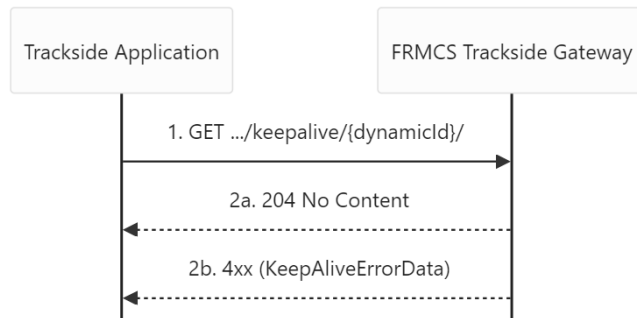 Trackside Application
FRMCS Trackside Gateway
1. GET .../keepalive/{dynamicId}/
2a. 204 No Content
2b. 4xx (KeepAliveErrorData)